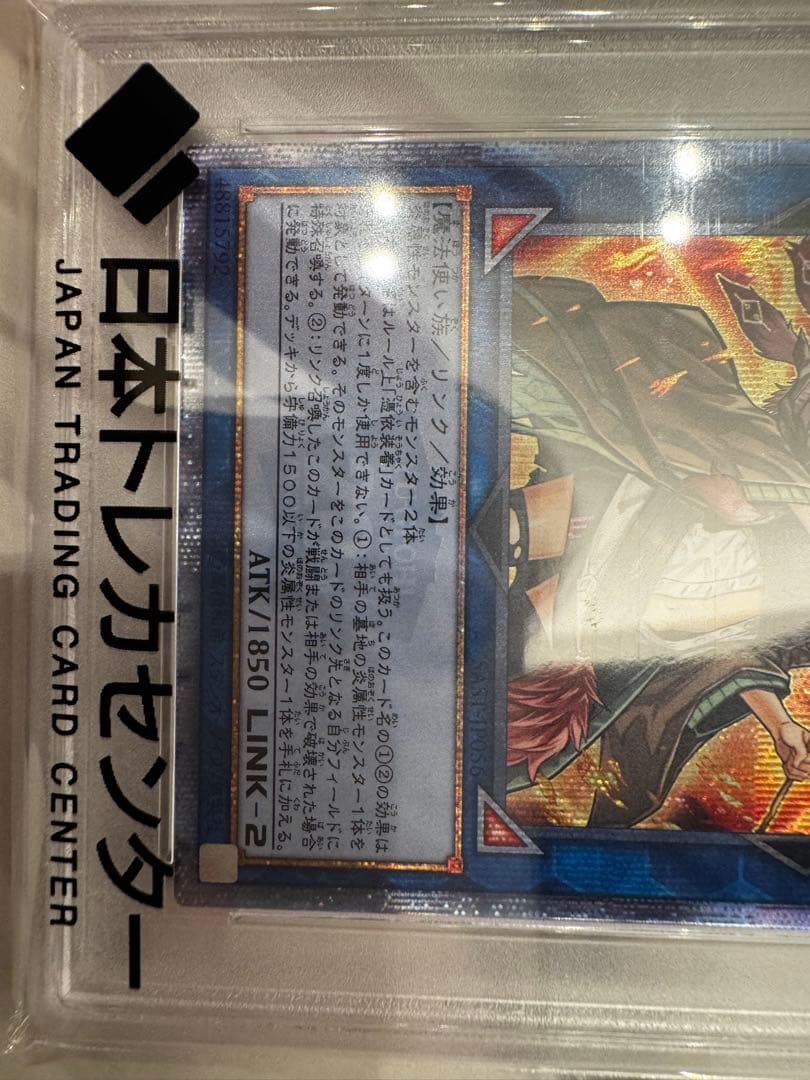 日本トレカセンター
JAPAN TRADING CARD CENTER
【魔法使い族／リンク／効果】
炎属性モンスターを含むモンスター2体
はルール上「憑依装着」カードとしても扱う。このカード名の①②の効果は
ターンに1度しか使用できない。①：相手の墓地の炎属性モンスター1体を
対象として発動できる。そのモンスターをこのカードのリンク先となる自分フィールドに
特殊召喚する。②：リンク召喚したこのカードが戦闘または相手の効果で破壊された場合
に発動できる。デッキから守備力1500以下の炎属性モンスター1体を手札に加える。
ATK/1850 LINK-2
48815792